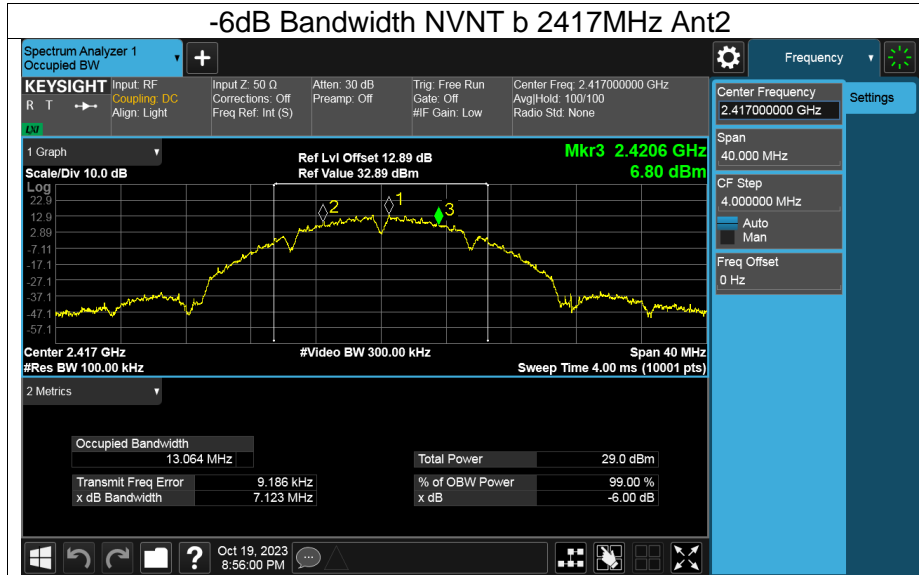 -6dB Bandwidth NVNT b 2417MHz Ant2
Spectrum Analyzer 1
Occupied BW
+
Frequency
KEYSIGHT
R T
LXI
Input: RF
Coupling: DC
Align: Light
Input Z: 50 Ω
Corrections: Off
Freq Ref: Int (S)
Atten: 30 dB
Preamp: Off
Trig: Free Run
Gate: Off
#IF Gain: Low
Center Freq: 2.417000000 GHz
Avg|Hold: 100/100
Radio Std: None
Center Frequency
2.417000000 GHz
Settings
Span
40.000 MHz
CF Step
4.000000 MHz
Auto
Man
Freq Offset
0 Hz
1 Graph
Ref Lvl Offset 12.89 dB
Mkr3 2.4206 GHz
Scale/Div 10.0 dB
Ref Value 32.89 dBm
6.80 dBm
Log
22.9
12.9
2.89
-7.11
-17.1
-27.1
-37.1
-47.1
-57.1
2
1
3
Center 2.417 GHz
#Video BW 300.00 kHz
Span 40 MHz
#Res BW 100.00 kHz
Sweep Time 4.00 ms (10001 pts)
2 Metrics
Occupied Bandwidth
13.064 MHz
Total Power 29.0 dBm
Transmit Freq Error 9.186 kHz
% of OBW Power 99.00 %
x dB Bandwidth 7.123 MHz
x dB -6.00 dB
?
Oct 19, 2023
8:56:00 PM